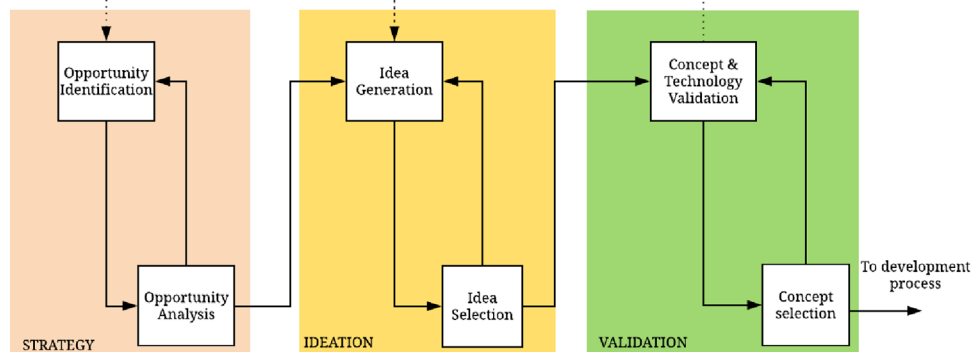 Opportunity
Identification
Opportunity
Analysis
STRATEGY
Idea
Generation
Idea
Selection
IDEATION
Concept &
Technology
Validation
Concept
selection
VALIDATION
To development
process